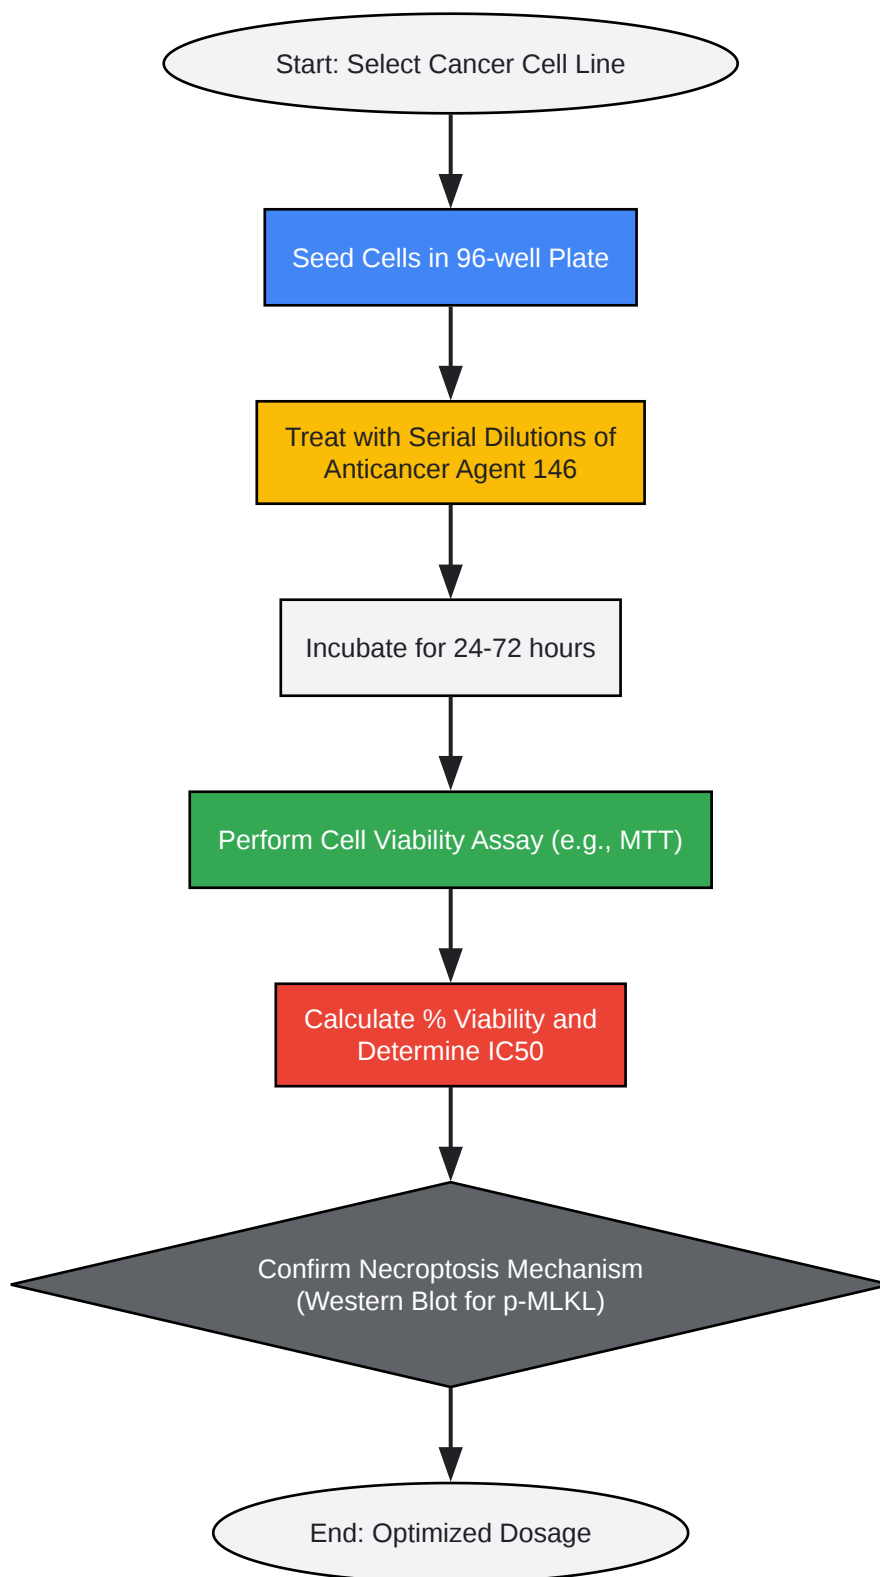 Start: Select Cancer Cell Line
Seed Cells in 96-well Plate
Treat with Serial Dilutions of
Anticancer Agent 146
Incubate for 24-72 hours
Perform Cell Viability Assay (e.g., MTT)
Calculate % Viability and
Determine IC50
Confirm Necroptosis Mechanism
(Western Blot for p-MLKL)
End: Optimized Dosage